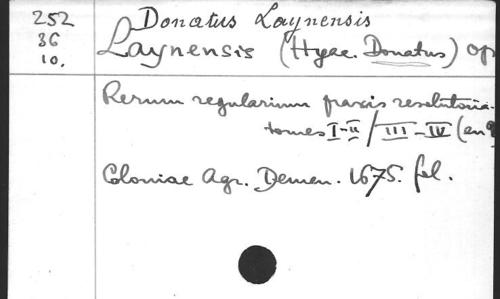 252
36
10.
Donatus Laynensis
Laynensis (Hyac. Donatus) Op
Rerum regularium praxis resolutoria.
tomes I-II / III-IV (en
Coloniae Agr. Demen. 1675. fol.